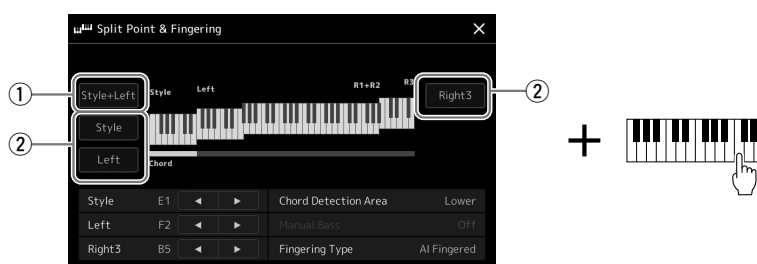 Split Point & Fingering ×
Style Left R1+R2 R3
① Style+Left Right3 ②
② Style
Left
Chord
+
Style E1 ◄ ► Chord Detection Area Lower
Left F2 ◄ ► Manual Bass Off
Right3 B5 ◄ ► Fingering Type AI Fingered